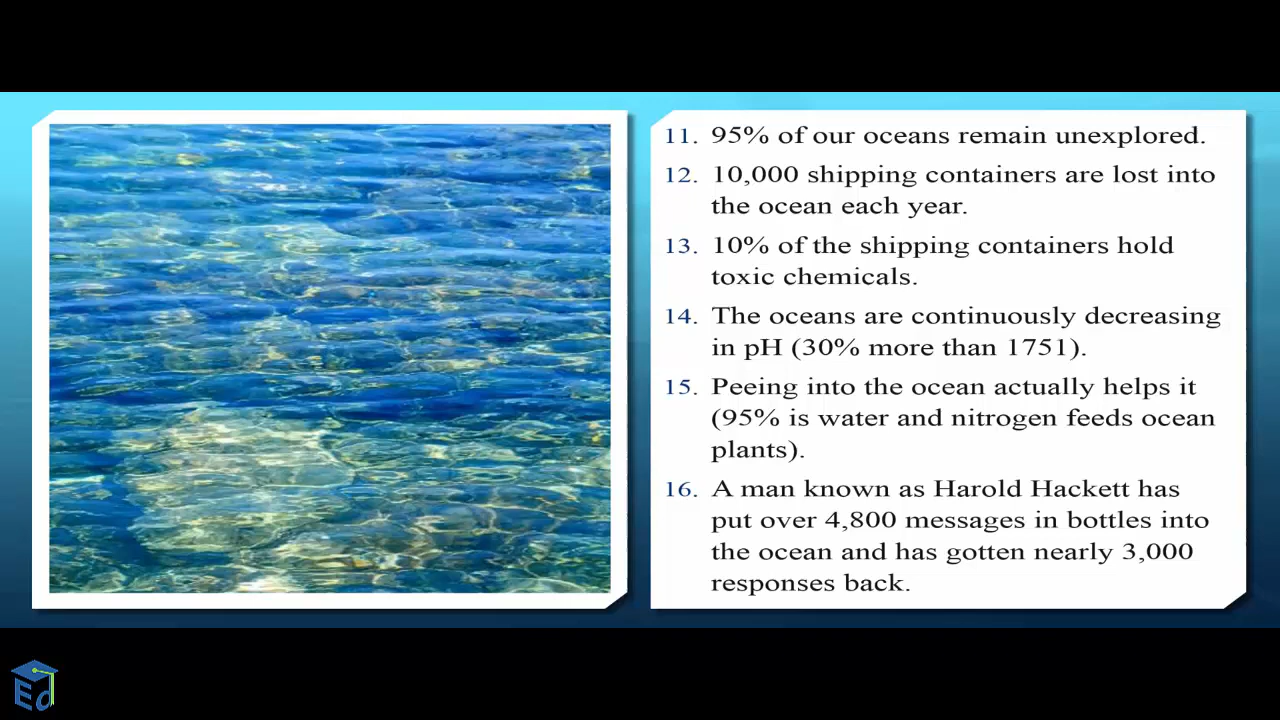 11. 95% of our oceans remain unexplored.
12. 10,000 shipping containers are lost into
the ocean each year.
13. 10% of the shipping containers hold
toxic chemicals.
14. The oceans are continuously decreasing
in pH (30% more than 1751).
15. Peeing into the ocean actually helps it
(95% is water and nitrogen feeds ocean
plants).
16. A man known as Harold Hackett has
put over 4,800 messages in bottles into
the ocean and has gotten nearly 3,000
responses back.
Ed